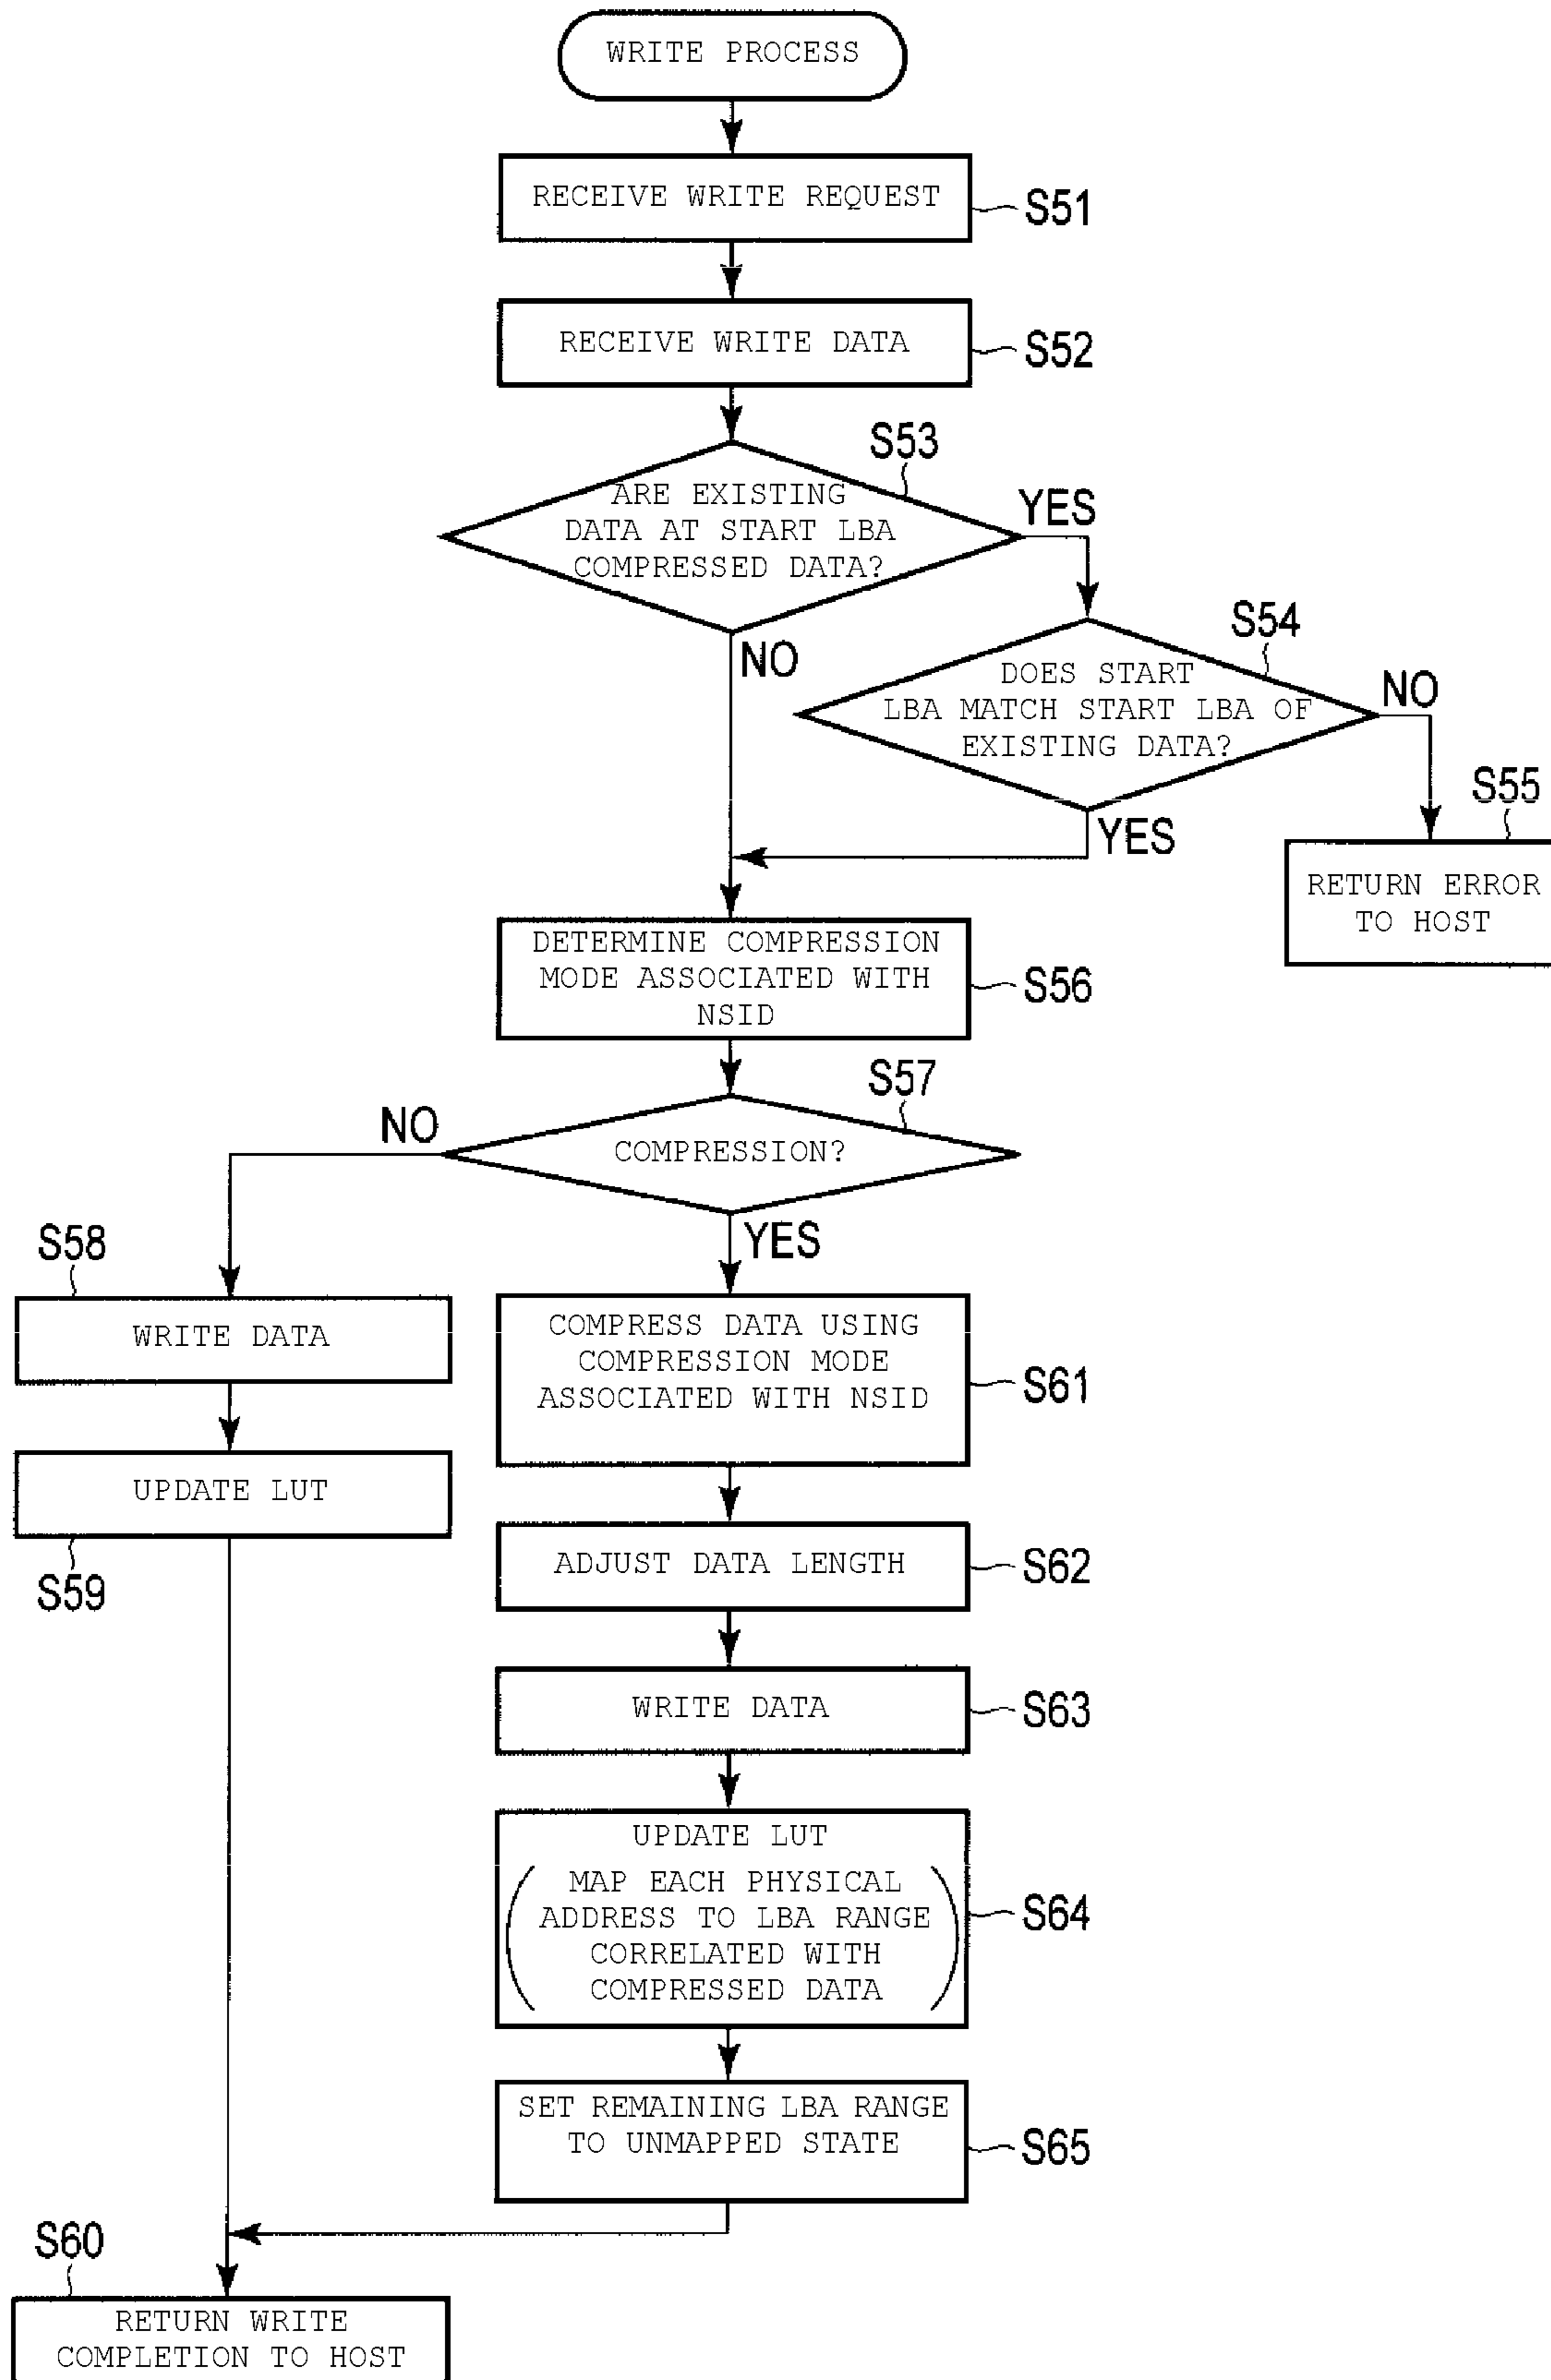 WRITE PROCESS
RECEIVE WRITE REQUEST
S51
RECEIVE WRITE DATA
S52
S53
ARE EXISTING
DATA AT START LBA
COMPRESSED DATA?
YES
NO
S54
DOES START
LBA MATCH START LBA OF
EXISTING DATA?
NO
YES
S55
RETURN ERROR
TO HOST
DETERMINE COMPRESSION
MODE ASSOCIATED WITH
NSID
S56
S57
COMPRESSION?
NO
YES
S58
WRITE DATA
UPDATE LUT
S59
COMPRESS DATA USING
COMPRESSION MODE
ASSOCIATED WITH NSID
S61
ADJUST DATA LENGTH
S62
WRITE DATA
S63
UPDATE LUT
( MAP EACH PHYSICAL
ADDRESS TO LBA RANGE
CORRELATED WITH
COMPRESSED DATA )
S64
SET REMAINING LBA RANGE
TO UNMAPPED STATE
S65
S60
RETURN WRITE
COMPLETION TO HOST